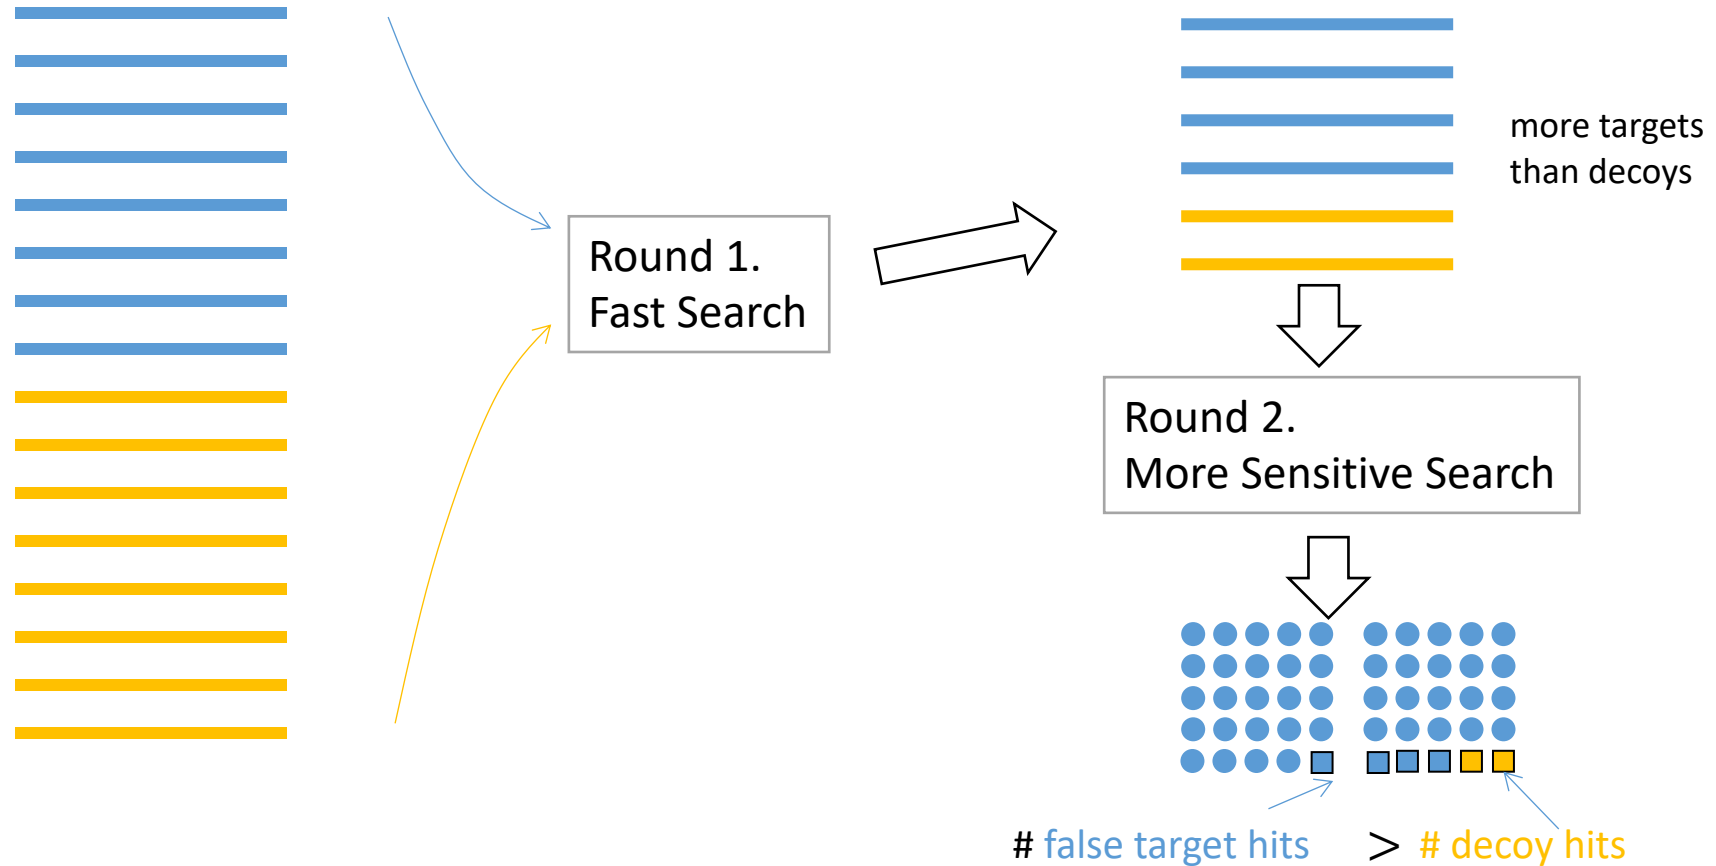 more targets
than decoys
Round 1.
Fast Search
Round 2.
More Sensitive Search
# false target hits > # decoy hits